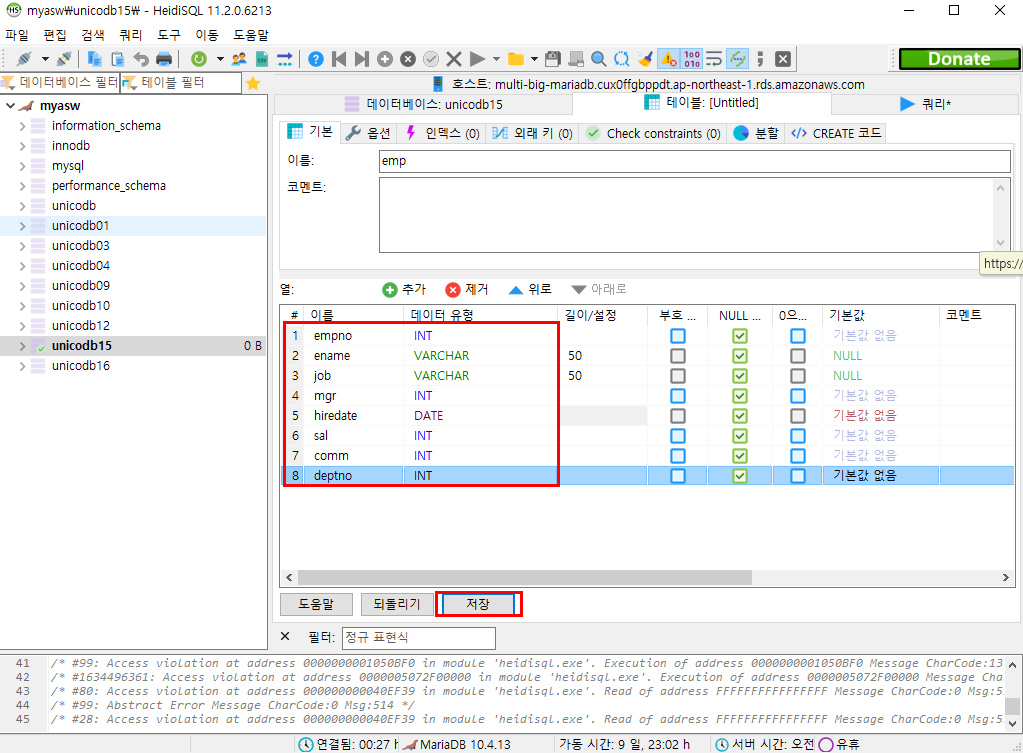 myasw\unicodb15\ - HeidiSQL 11.2.0.6213
파일 편집 검색 쿼리 도구 이동 도움말
Donate
데이터베이스 필터 테이블 필터
호스트: multi-big-mariadb.cux0ffgbppdt.ap-northeast-1.rds.amazonaws.com
데이터베이스: unicodb15 테이블: [Untitled] 쿼리*
myasw
information_schema
innodb
mysql
performance_schema
unicodb
unicodb01
unicodb03
unicodb04
unicodb09
unicodb10
unicodb12
unicodb15 0 B
unicodb16
기본 옵션 인덱스 (0) 외래 키 (0) Check constraints (0) 분할 CREATE 코드
이름: emp
코멘트:
https://
열: 추가 제거 위로 아래로
# 이름 데이터 유형 길이/설정 부호 ... NULL ... 0으... 기본값 코멘트
1 empno INT 기본값 없음
2 ename VARCHAR 50 NULL
3 job VARCHAR 50 NULL
4 mgr INT 기본값 없음
5 hiredate DATE 기본값 없음
6 sal INT 기본값 없음
7 comm INT 기본값 없음
8 deptno INT 기본값 없음
도움말 되돌리기 저장
필터: 정규 표현식
41 /* #99: Access violation at address 0000000001050BF0 in module 'heidisql.exe'. Execution of address 0000000001050BF0 Message CharCode:13
42 /* #1634496361: Access violation at address 0000005072F00000 in module 'heidisql.exe'. Execution of address 0000005072F00000 Message Cha
43 /* #80: Access violation at address 000000000040EF39 in module 'heidisql.exe'. Read of address FFFFFFFFFFFFFFFF Message CharCode:0 Msg:5
44 /* #99: Abstract Error Message CharCode:0 Msg:514 */
45 /* #28: Access violation at address 000000000040EF39 in module 'heidisql.exe'. Read of address FFFFFFFFFFFFFFFF Message CharCode:0 Msg:5
연결됨: 00:27 MariaDB 10.4.13 가동 시간: 9 일, 23:02 h 서버 시간: 오전 유휴